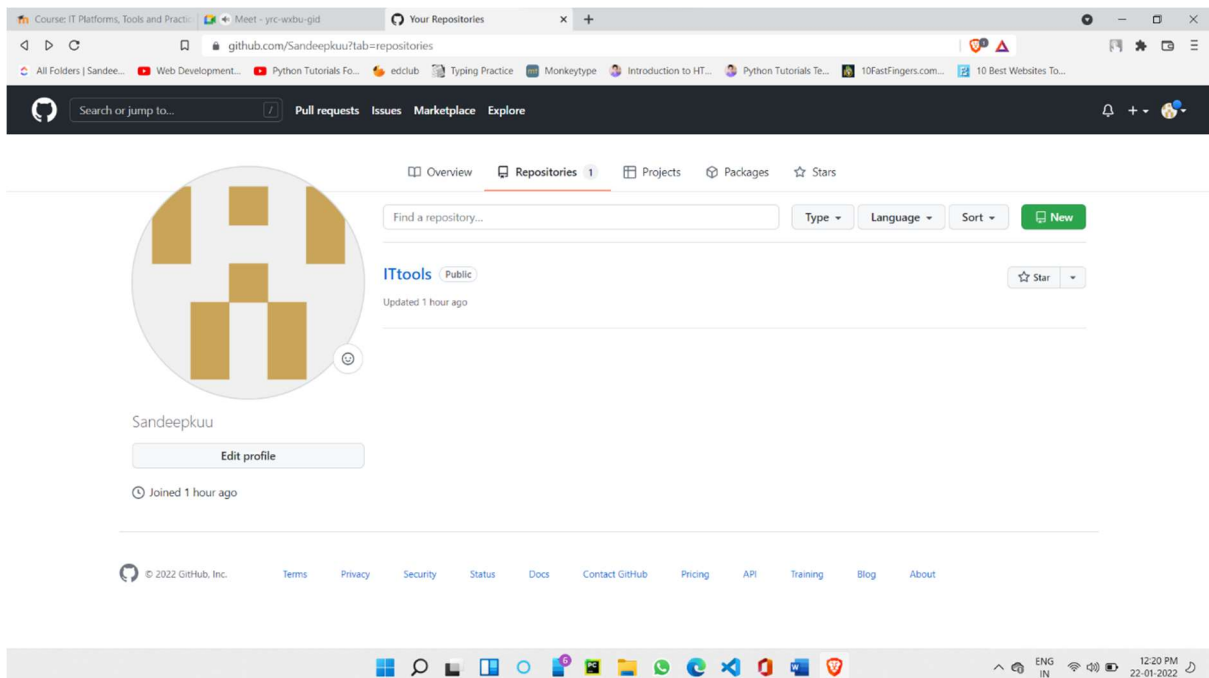 Course: IT Platforms, Tools and Practic
Meet - yrc-wxbu-gid
Your Repositories
github.com/Sandeepkuu?tab=repositories
All Folders | Sandee...
Web Development...
Python Tutorials Fo...
edclub
Typing Practice
Monkeytype
Introduction to HT...
Python Tutorials Te...
10FastFingers.com...
10 Best Websites To...
Search or jump to...
/
Pull requests
Issues
Marketplace
Explore
Overview
Repositories 1
Projects
Packages
Stars
Find a repository...
Type
Language
Sort
New
ITtools Public
Star
Updated 1 hour ago
Sandeepkuu
Edit profile
Joined 1 hour ago
© 2022 GitHub, Inc.
Terms
Privacy
Security
Status
Docs
Contact GitHub
Pricing
API
Training
Blog
About
6
ENG
IN
12:20 PM
22-01-2022